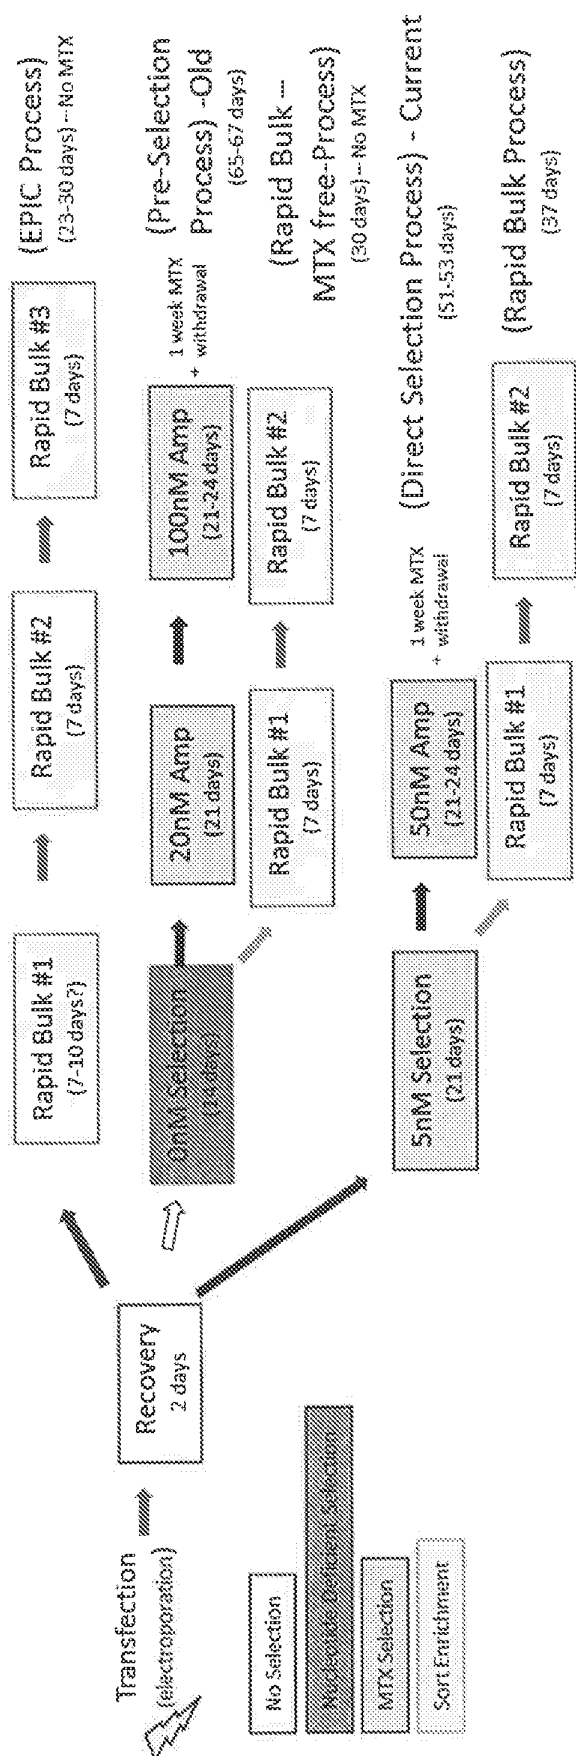 Transfection
(electroporation)
Recovery
2 days
Rapid Bulk #1
(7-10 days?)
Rapid Bulk #2
(7 days)
Rapid Bulk #3
(7 days)
(EPIC Process)
(23-30 days) – No MTX
0nM Selection
(14 days)
20nM Amp
(21 days)
100nM Amp
(21-24 days)
+ 1 week MTX
withdrawal
(Pre-Selection
Process) -Old
(65-67 days)
Rapid Bulk #1
(7 days)
Rapid Bulk #2
(7 days)
(Rapid Bulk –
MTX free-Process)
(30 days) – No MTX
5nM Selection
(21 days)
50nM Amp
(21-24 days)
+ 1 week MTX
withdrawal
(Direct Selection Process) - Current
(51-53 days)
Rapid Bulk #1
(7 days)
Rapid Bulk #2
(7 days)
(Rapid Bulk Process)
(37 days)
No Selection
Nucleotide Deficient Selection
MTX Selection
Sort Enrichment